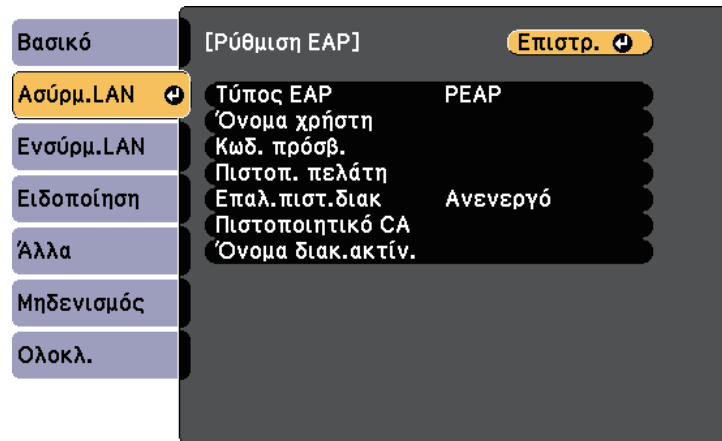 Βασικό
Ασύρμ.LAN
Ενσύρμ.LAN
Ειδοποίηση
Άλλα
Μηδενισμός
Ολοκλ.
[Ρύθμιση EAP] Επιστρ.
Τύπος EAP PEAP
Όνομα χρήστη
Κωδ. πρόσβ.
Πιστοπ. πελάτη
Επαλ.πιστ.διακ Ανενεργό
Πιστοποιητικό CA
Όνομα διακ.ακτίν.